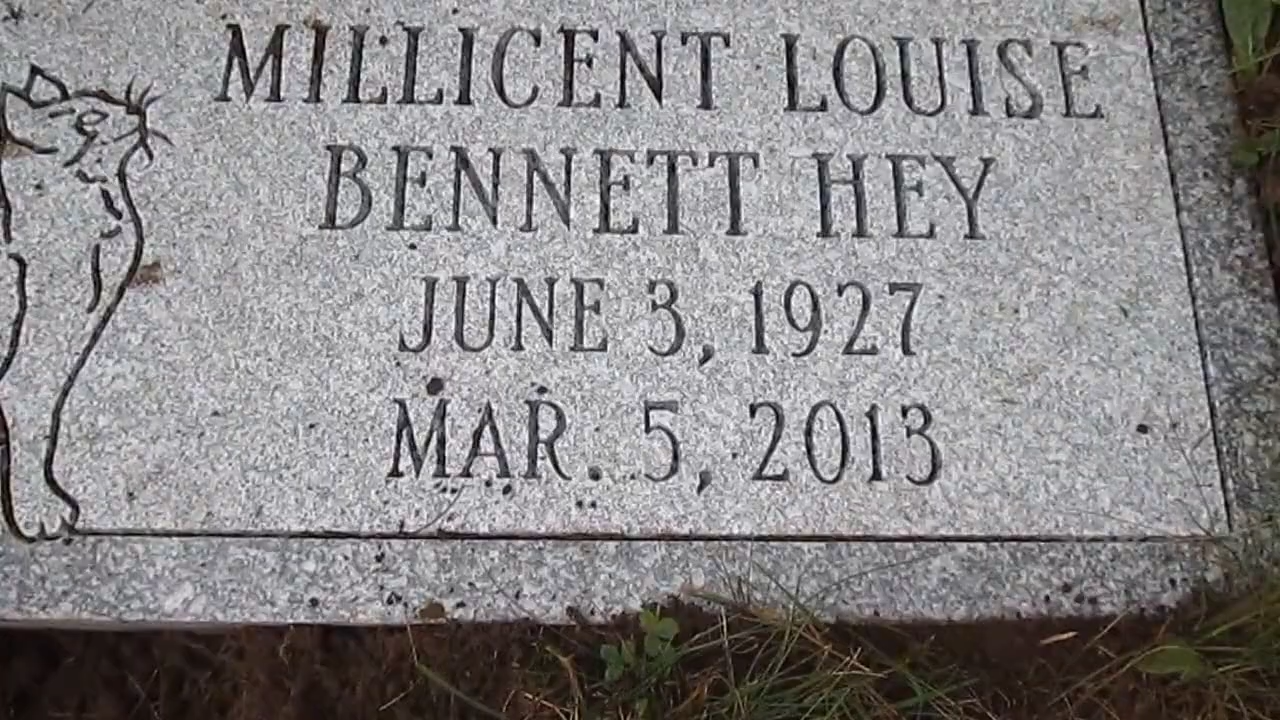 MILLICENT LOUISE
BENNETT HEY
JUNE 3, 1927
MAR. 5, 2013